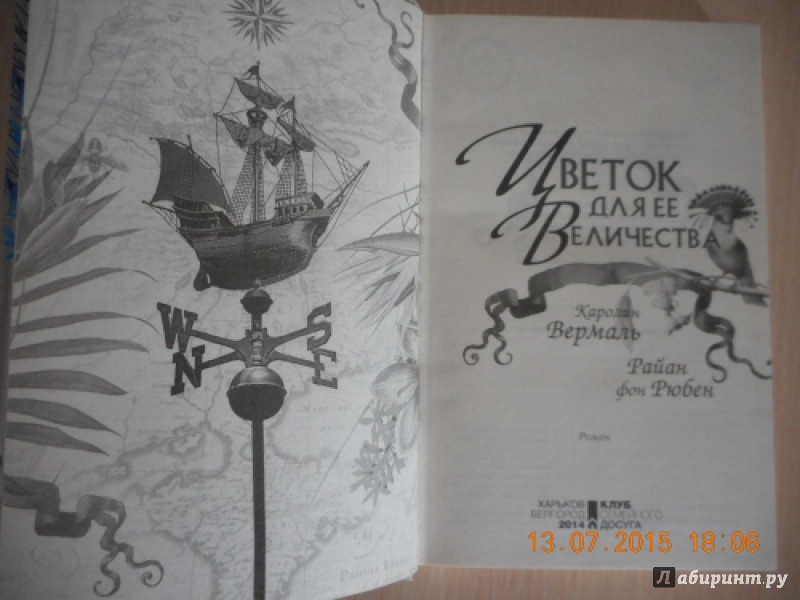 W
S
N
E
Цветок
для ее
Величества
Каролин
Вермаль
Райан
фон Рюбен
Роман
ХАРЬКОВ
БЕЛГОРОД
2014
КЛУБ
СЕМЕЙНОГО
ДОСУГА
13.07.2015 18:06
Лабиринт.ру